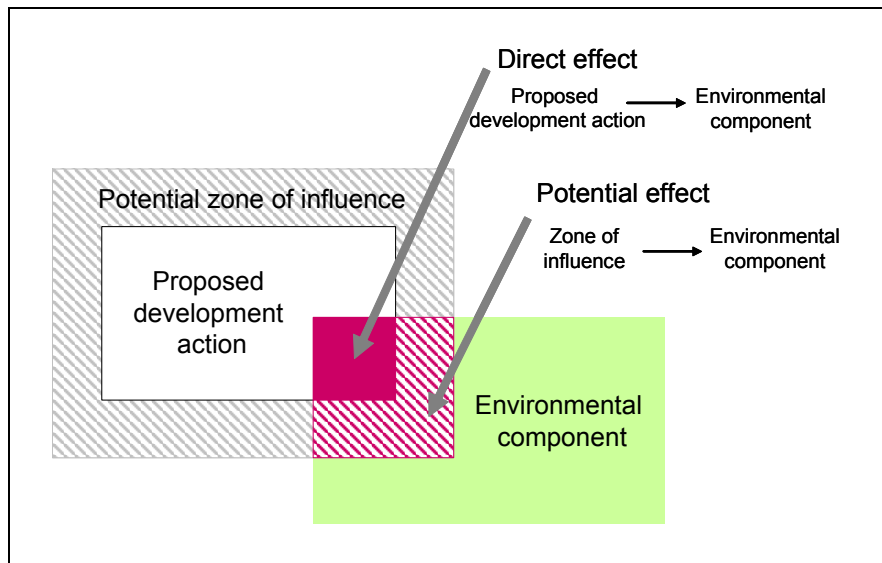 Direct effect
Proposed
development action
Environmental
component
Potential zone of influence
Potential effect
Zone of
influence
Environmental
component
Proposed
development
action
Environmental
component